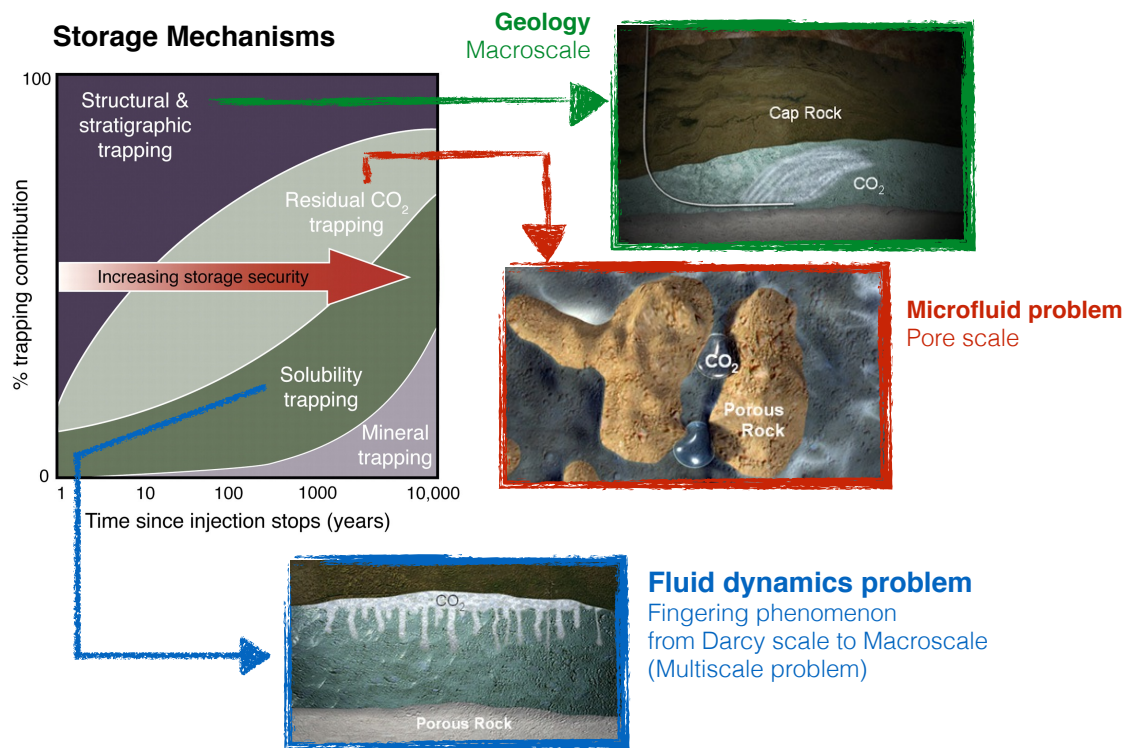 Storage Mechanisms
100
Structural &
stratigraphic
trapping
Residual CO₂
trapping
Increasing storage security
Solubility
trapping
Mineral
trapping
% trapping contribution
0
1
10
100
1000
10,000
Time since injection stops (years)
Geology
Macroscale
Cap Rock
CO₂
Microfluid problem
Pore scale
CO₂
Porous
Rock
Fluid dynamics problem
Fingering phenomenon
from Darcy scale to Macroscale
(Multiscale problem)
CO₂
Porous Rock